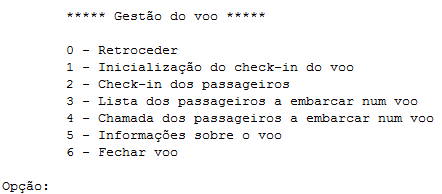 ***** Gestão do voo *****
0 - Retroceder
1 - Inicialização do check-in do voo
2 - Check-in dos passageiros
3 - Lista dos passageiros a embarcar num voo
4 - Chamada dos passageiros a embarcar num voo
5 - Informações sobre o voo
6 - Fechar voo
Opção: